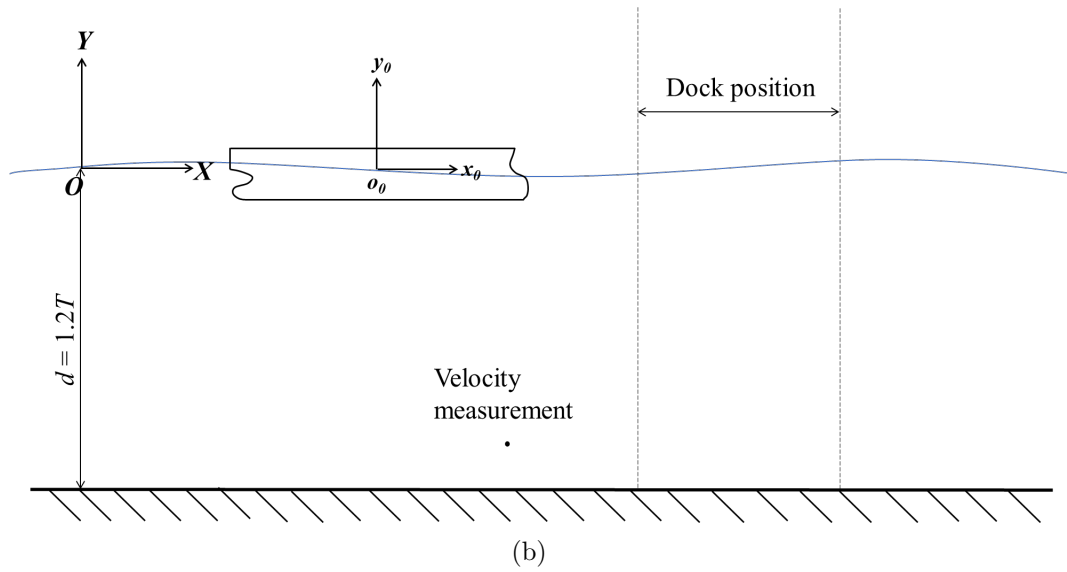 Y
y₀
Dock position
X
x₀
O
o₀
d = 1.2T
Velocity
measurement
(b)